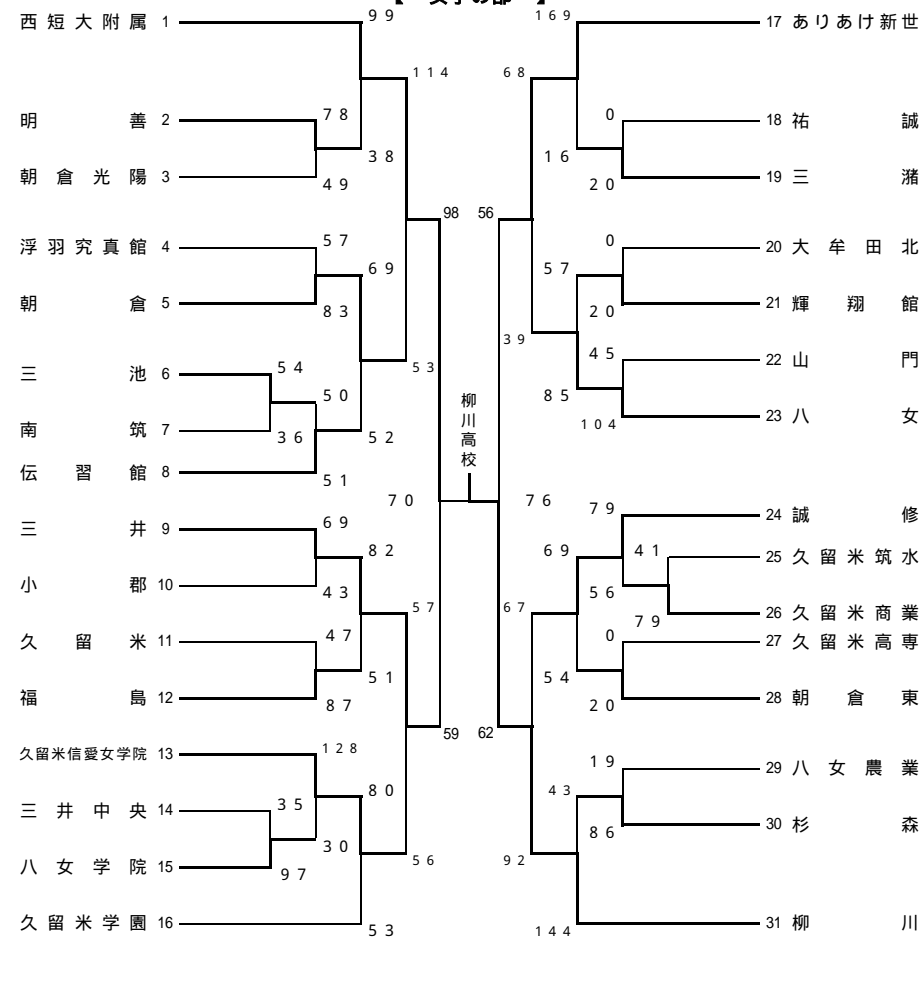 西短大附属 1
99
114
明善 2
78
38
朝倉光陽 3
49
98
浮羽究真館 4
57
69
朝倉 5
83
53
三池 6
54
50
南筑 7
36
52
伝習館 8
51
70
三井 9
69
82
小郡 10
43
57
久留米 11
47
51
福島 12
87
59
久留米信愛女学院 13
128
80
三井中央 14
35
30
八女学院 15
97
56
久留米学園 16
53
柳川高校
169
17 ありあけ新世
68
0
18 祐誠
16
20
19 三潴
56
0
20 大牟田北
57
20
21 輝翔館
39
45
22 山門
85
104
23 八女
76
79
24 誠修
69
41
25 久留米筑水
56
79
26 久留米商業
67
0
27 久留米高専
54
20
28 朝倉東
62
19
29 八女農業
43
86
30 杉森
92
144
31 柳川